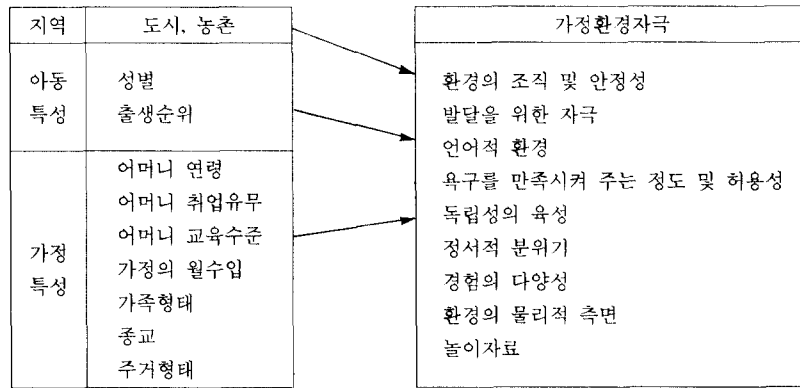 지역 도시, 농촌
아동 특성 성별
출생순위
가정 특성 어머니 연령
어머니 취업유무
어머니 교육수준
가정의 월수입
가족형태
종교
주거형태
가정환경자극
환경의 조직 및 안정성
발달을 위한 자극
언어적 환경
욕구를 만족시켜 주는 정도 및 허용성
독립성의 육성
정서적 분위기
경험의 다양성
환경의 물리적 측면
놀이자료